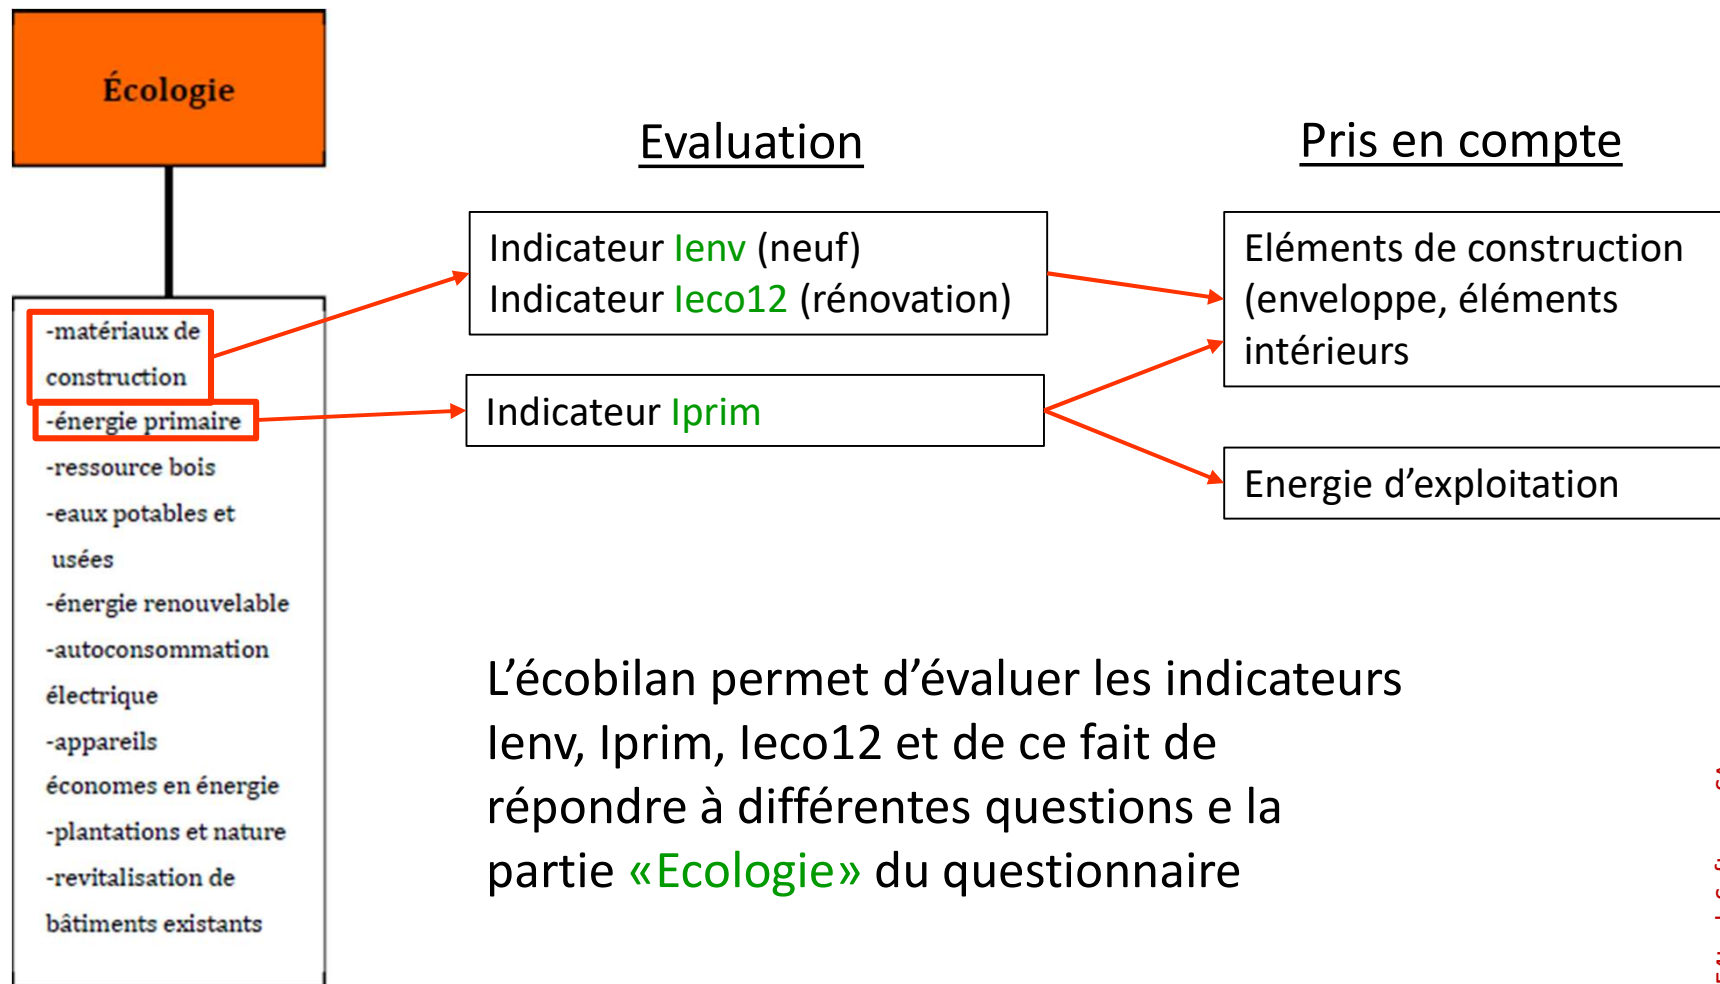 Écologie
-matériaux de
construction
-énergie primaire
-ressource bois
-eaux potables et
usées
-énergie renouvelable
-autoconsommation
électrique
-appareils
économes en énergie
-plantations et nature
-revitalisation de
bâtiments existants
Evaluation
Indicateur Ienv (neuf)
Indicateur Ieco12 (rénovation)
Indicateur Iprim
Pris en compte
Eléments de construction
(enveloppe, éléments
intérieurs
Energie d’exploitation
L’écobilan permet d’évaluer les indicateurs
Ienv, Iprim, Ieco12 et de ce fait de
répondre à différentes questions e la
partie «Ecologie» du questionnaire